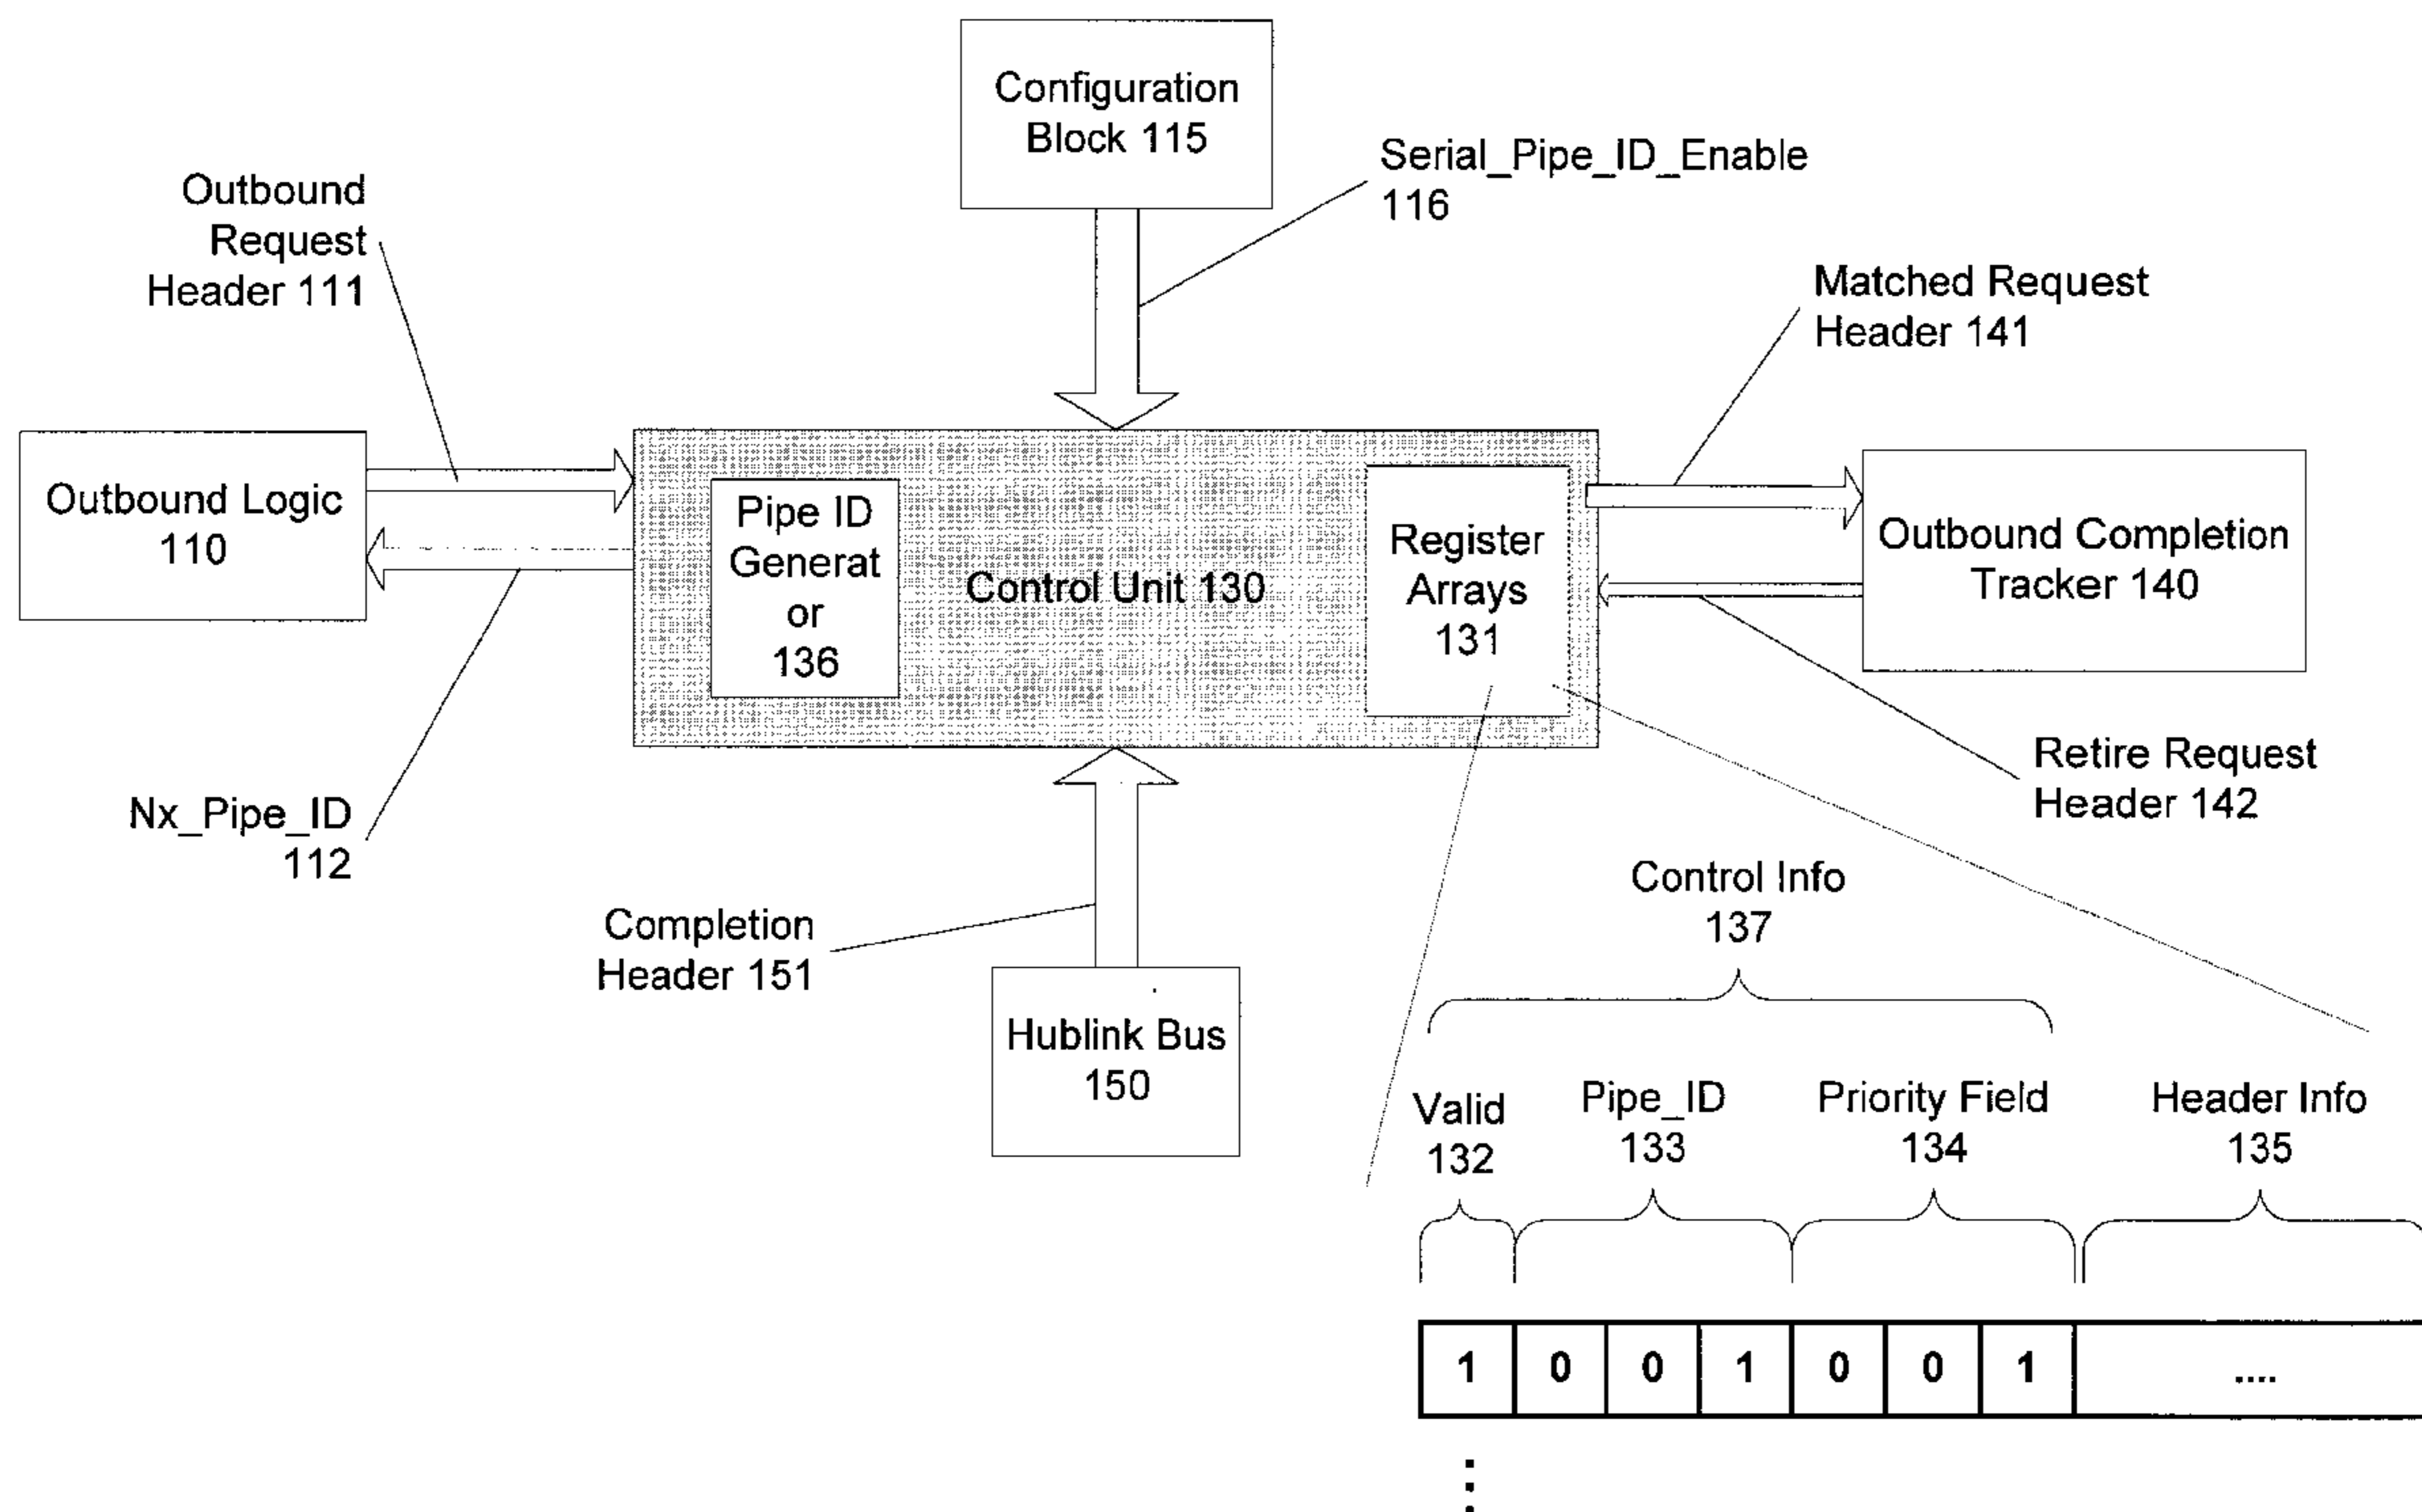 Configuration
Block 115
Serial_Pipe_ID_Enable
116
Outbound
Request
Header 111
Matched Request
Header 141
Outbound Logic
110
Pipe ID
Generat
or
136
Control Unit 130
Register
Arrays
131
Outbound Completion
Tracker 140
Nx_Pipe_ID
112
Retire Request
Header 142
Completion
Header 151
Hublink Bus
150
Control Info
137
Valid
132
Pipe_ID
133
Priority Field
134
Header Info
135
1 0 0 1 0 0 1 ....